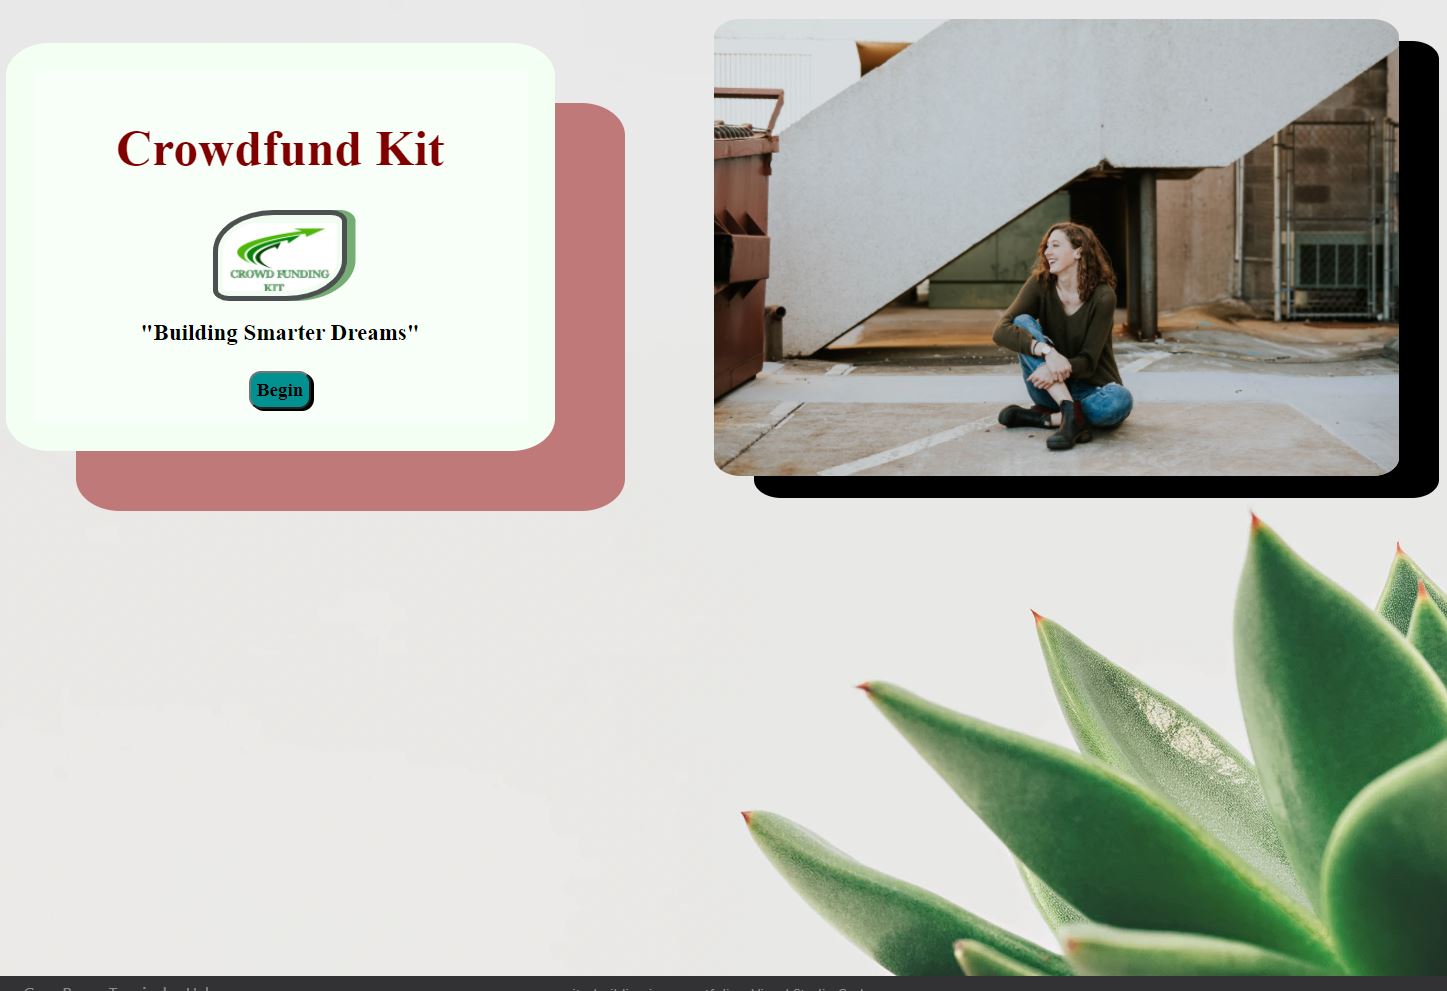 Crowdfund Kit
CROWD FUNDING
KIT
"Building Smarter Dreams"
Begin